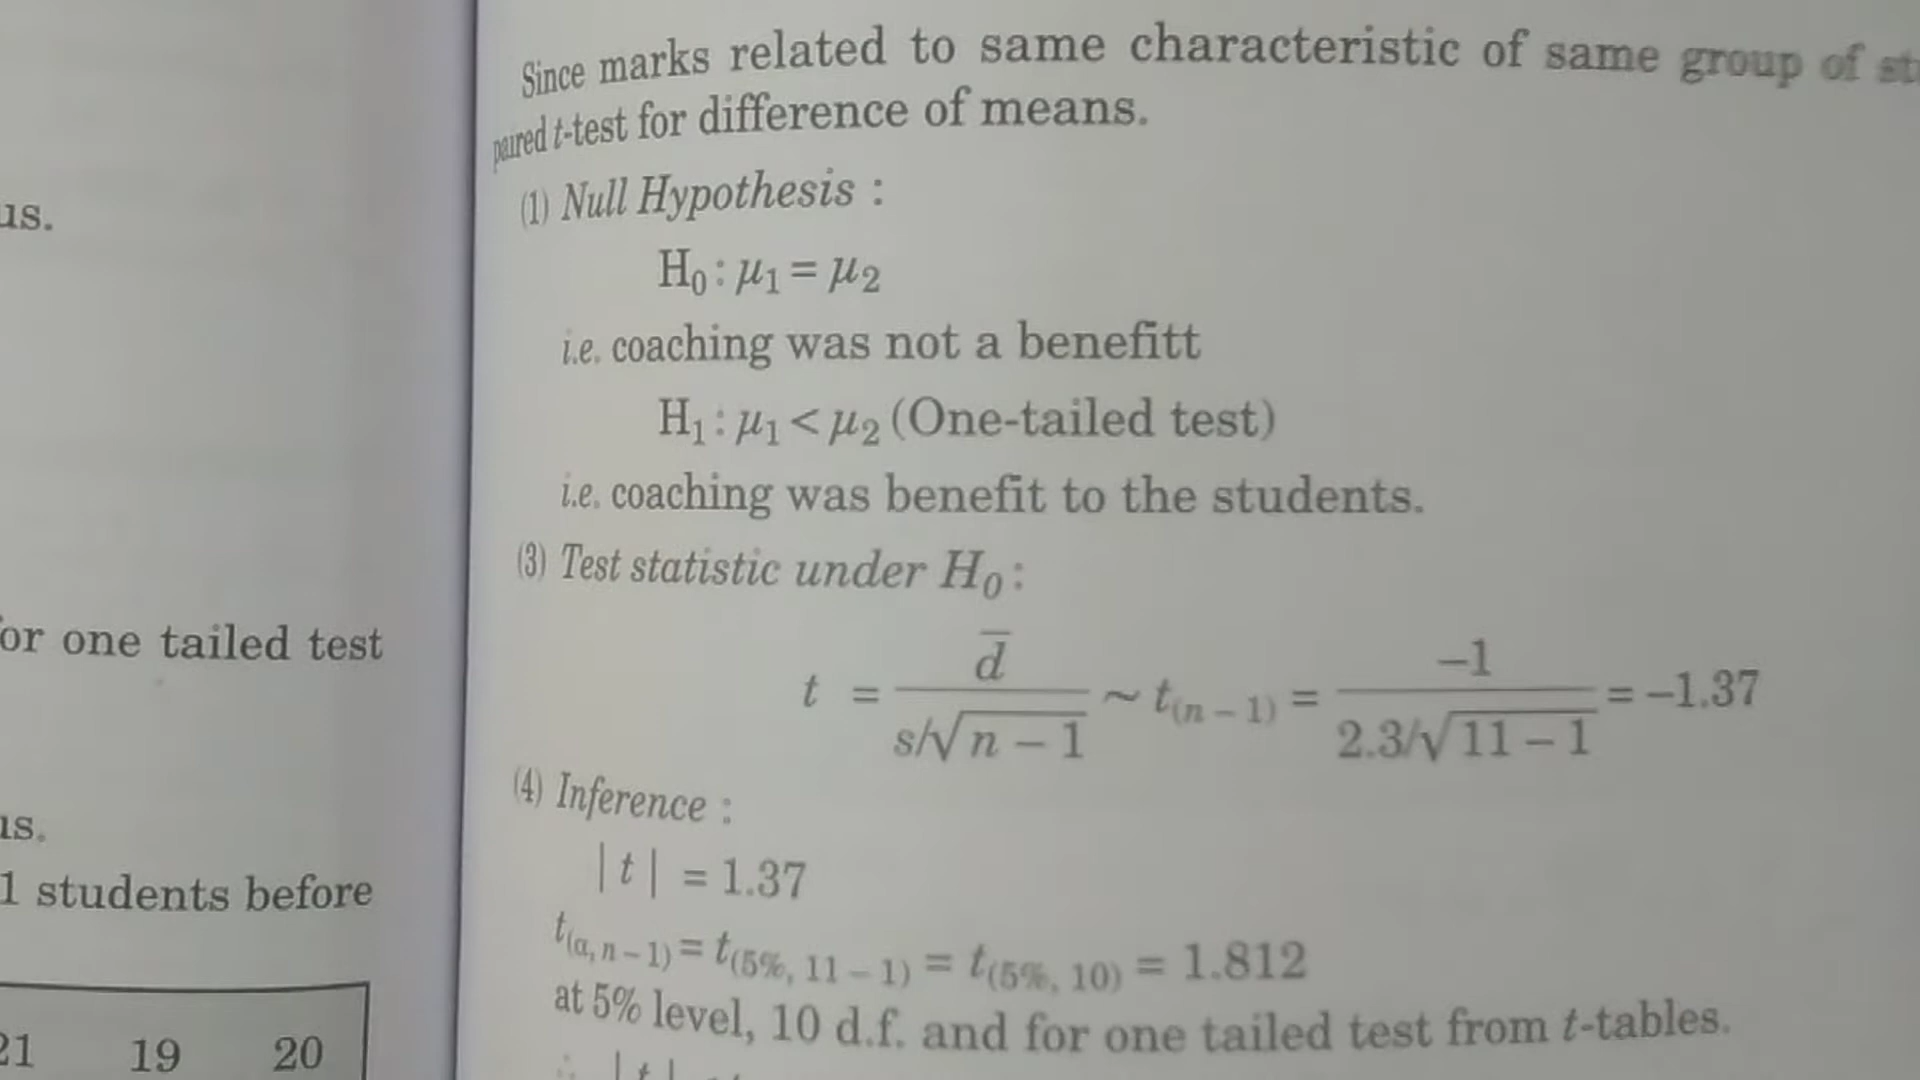 us.
or one tailed test
us.
1 students before
21 19 20
Since marks related to same characteristic of same group of
paired t-test for difference of means.
(1) Null Hypothesis :
H₀ : μ₁ = μ₂
i.e. coaching was not a benefitt
H₁ : μ₁ < μ₂ (One-tailed test)
i.e. coaching was benefit to the students.
(3) Test statistic under H₀ :
t = d̄ / (s/√(n – 1)) ~ t₍ₙ ₋ ₁₎ = –1 / (2.3/√(11 – 1)) = –1.37
(4) Inference :
| t | = 1.37
t(α, n – 1) = t(5%, 11 – 1) = t(5%, 10) = 1.812
at 5% level, 10 d.f. and for one tailed test from t-tables.